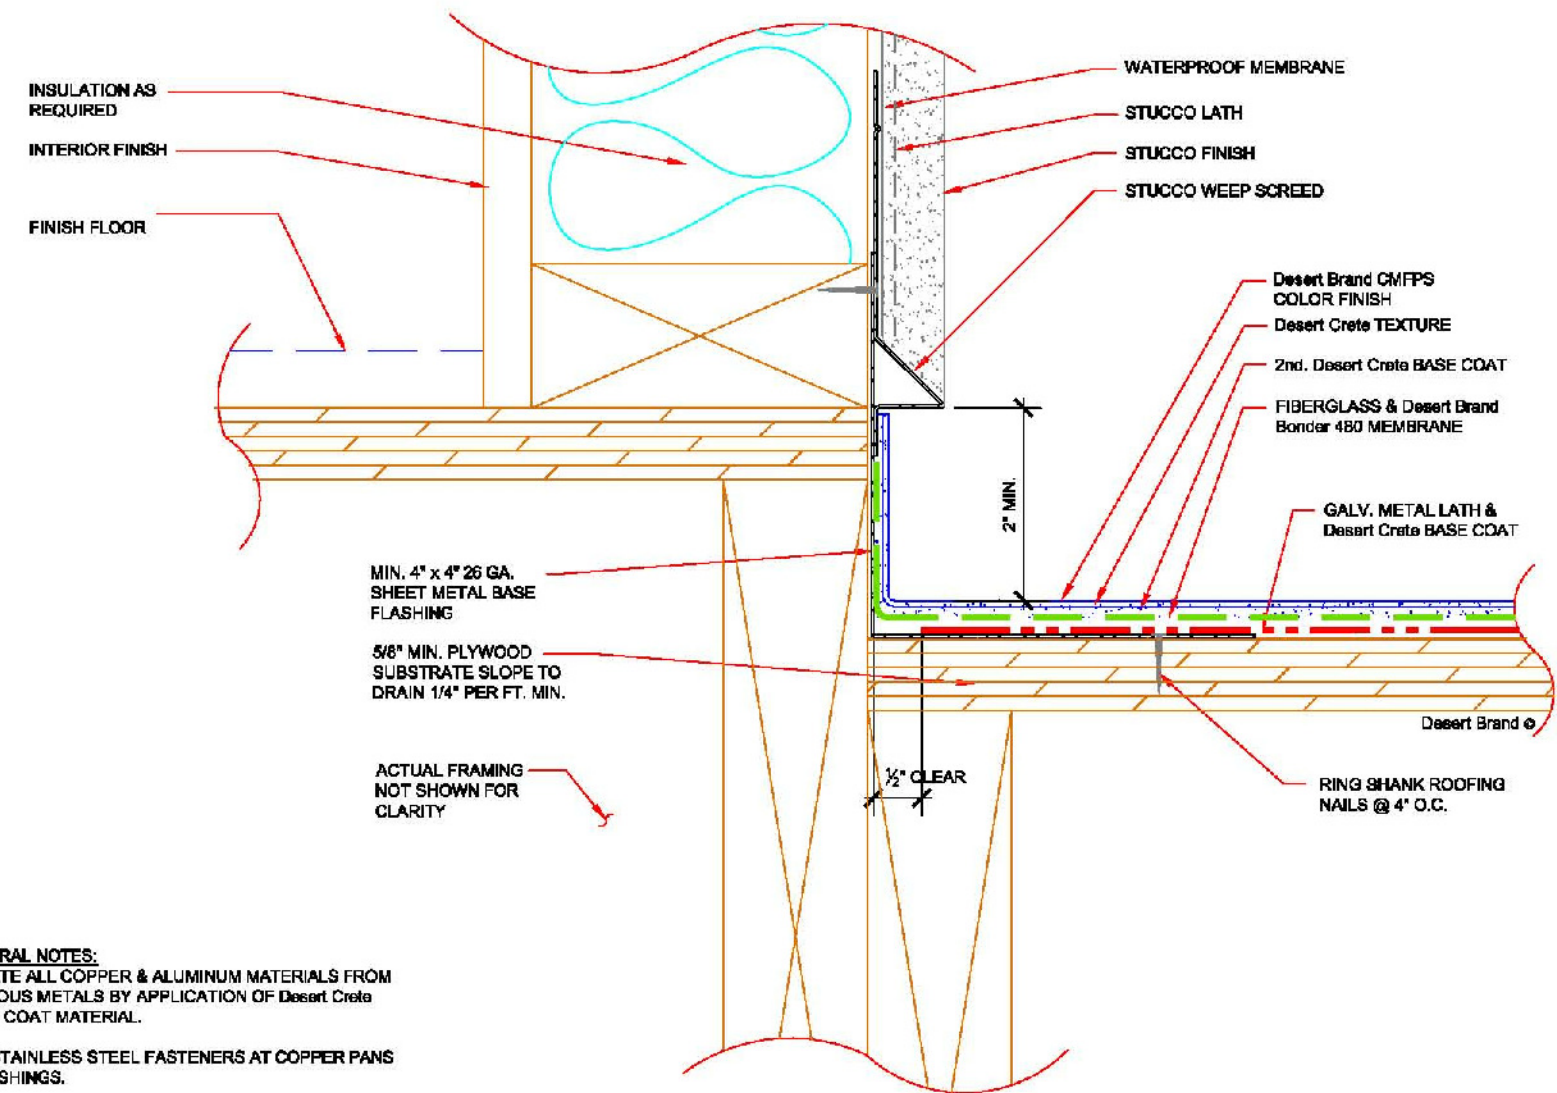 INSULATION AS
REQUIRED
INTERIOR FINISH
FINISH FLOOR
WATERPROOF MEMBRANE
STUCCO LATH
STUCCO FINISH
STUCCO WEEP SCREED
Desert Brand CMFPS
COLOR FINISH
Desert Crete TEXTURE
2nd. Desert Crete BASE COAT
FIBERGLASS & Desert Brand
Bonder 480 MEMBRANE
GALV. METAL LATH &
Desert Crete BASE COAT
2" MIN.
MIN. 4" x 4" 26 GA.
SHEET METAL BASE
FLASHING
5/8" MIN. PLYWOOD
SUBSTRATE SLOPE TO
DRAIN 1/4" PER FT. MIN.
Desert Brand ©
ACTUAL FRAMING
NOT SHOWN FOR
CLARITY
½" CLEAR
RING SHANK ROOFING
NAILS @ 4" O.C.
RAL NOTES:
TE ALL COPPER & ALUMINUM MATERIALS FROM
OUS METALS BY APPLICATION OF Desert Crete
COAT MATERIAL.
TAINLESS STEEL FASTENERS AT COPPER PANS
SHINGS.